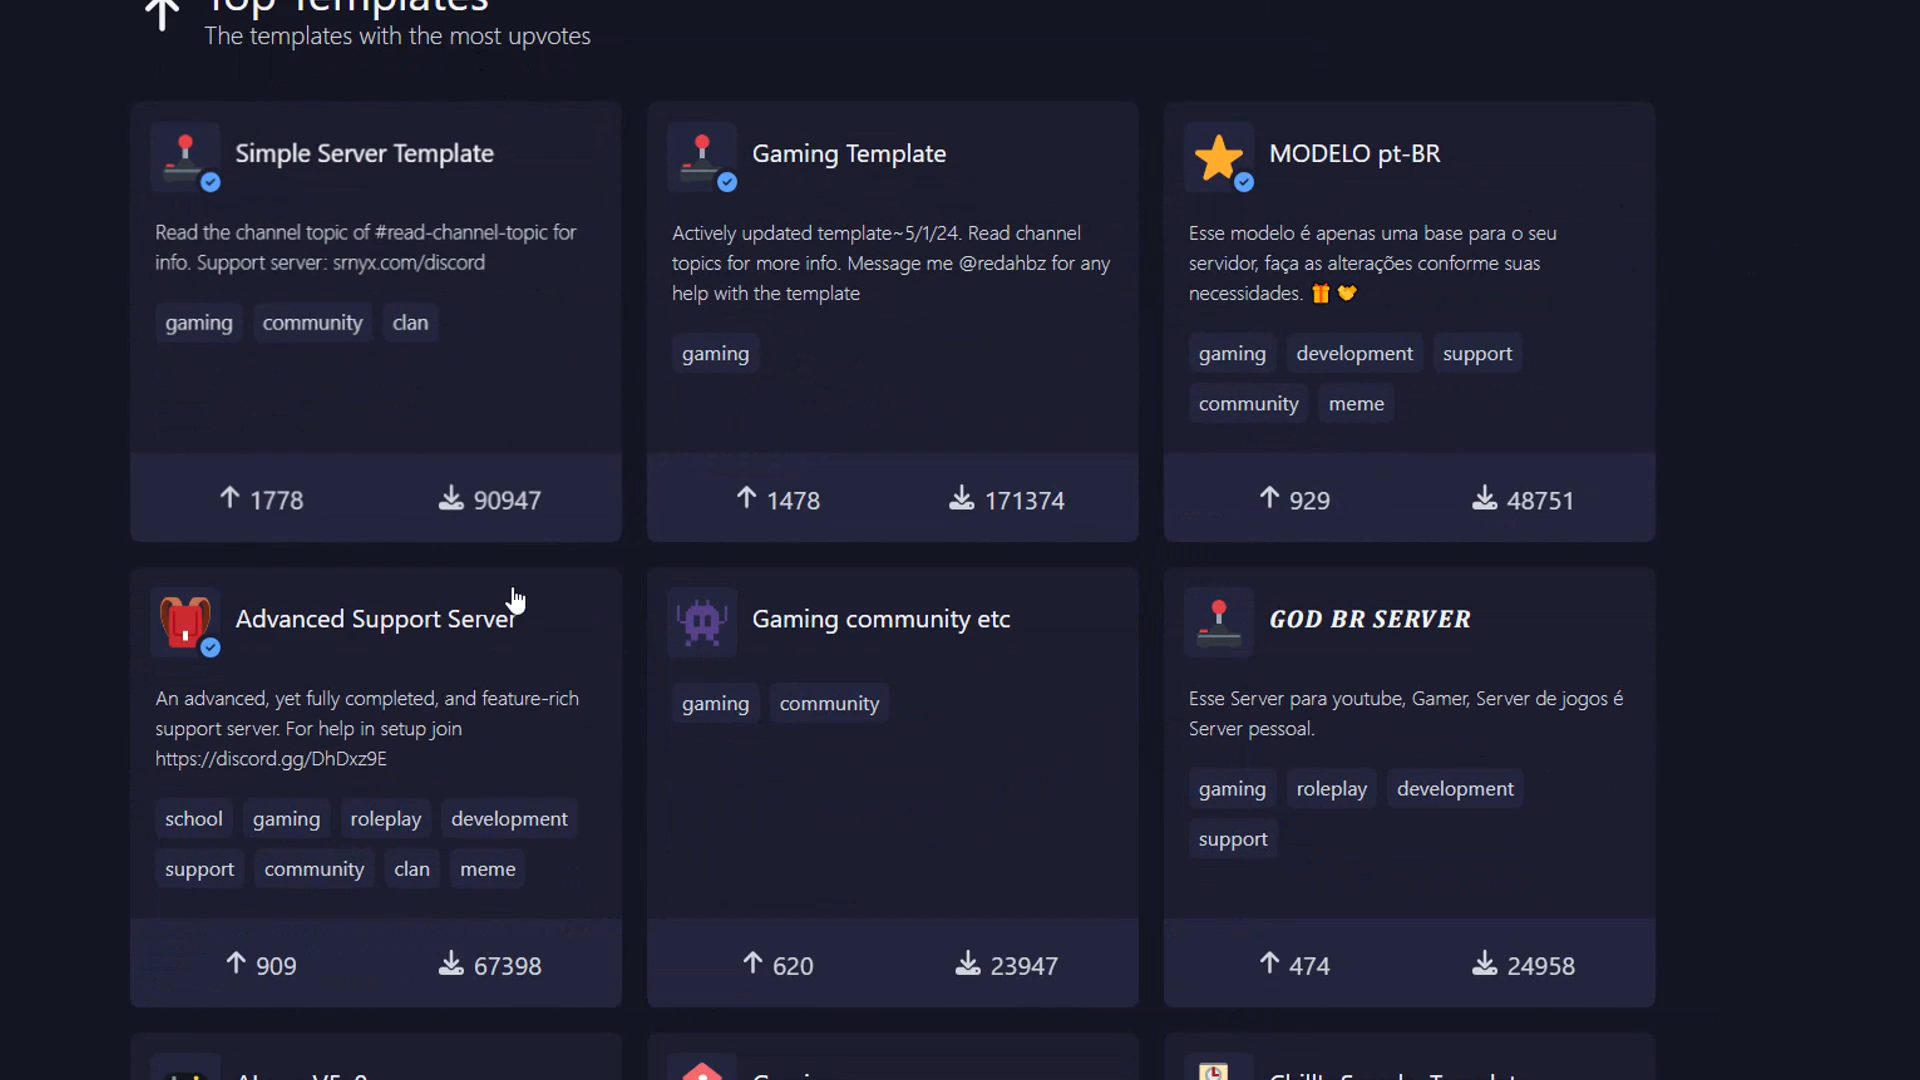 Top Templates
The templates with the most upvotes
Simple Server Template
Read the channel topic of #read-channel-topic for
info. Support server: srnyx.com/discord
gaming community clan
1778 90947
Gaming Template
Actively updated template~5/1/24. Read channel
topics for more info. Message me @redahbz for any
help with the template
gaming
1478 171374
MODELO pt-BR
Esse modelo é apenas uma base para o seu
servidor, faça as alterações conforme suas
necessidades. 🎁 🤝
gaming development support
community meme
929 48751
Advanced Support Server
An advanced, yet fully completed, and feature-rich
support server. For help in setup join
https://discord.gg/DhDxz9E
school gaming roleplay development
support community clan meme
909 67398
Gaming community etc
gaming community
620 23947
GOD BR SERVER
Esse Server para youtube, Gamer, Server de jogos é
Server pessoal.
gaming roleplay development
support
474 24958